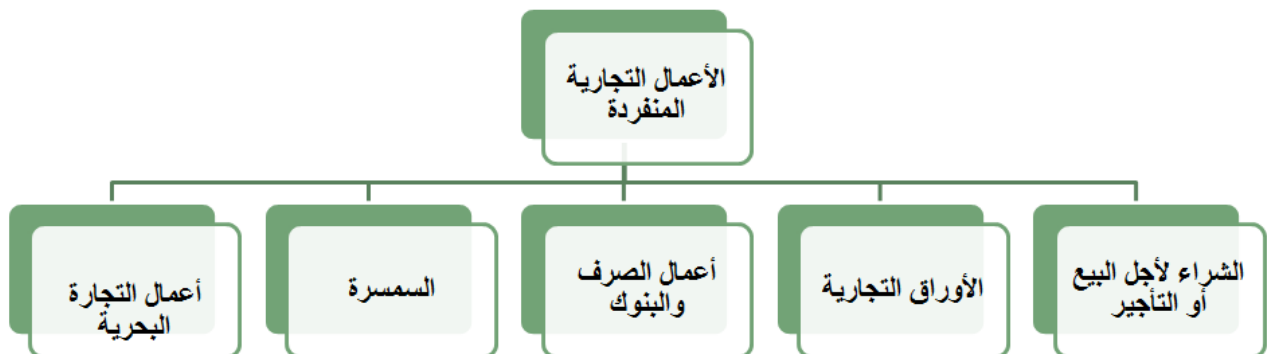 الأعمال التجارية
المنفردة
الشراء لأجل البيع
أو التأجير
الأوراق التجارية
أعمال الصرف
والبنوك
السمسرة
أعمال التجارة
البحرية